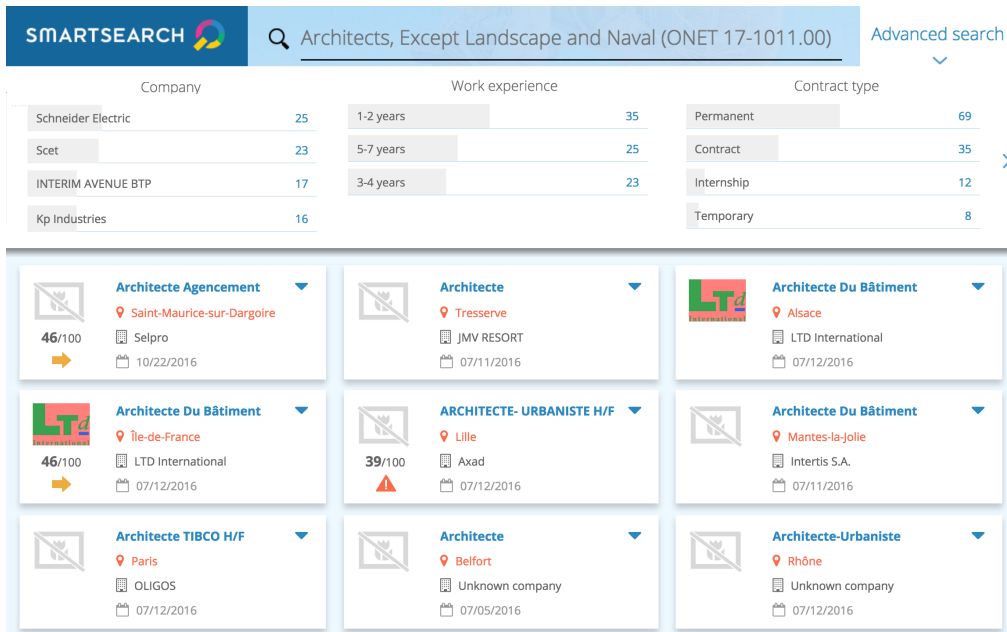 SMARTSEARCH
Architects, Except Landscape and Naval (ONET 17-1011.00)
Advanced search
Company
Schneider Electric 25
Scet 23
INTERIM AVENUE BTP 17
Kp Industries 16
Work experience
1-2 years 35
5-7 years 25
3-4 years 23
Contract type
Permanent 69
Contract 35
Internship 12
Temporary 8
Architecte Agencement
Saint-Maurice-sur-Dargoire
46/100
Selpro
10/22/2016
Architecte
Tresserve
JMV RESORT
07/11/2016
LTd
International
Architecte Du Bâtiment
Alsace
LTD International
07/12/2016
LTd
International
46/100
Architecte Du Bâtiment
Île-de-France
LTD International
07/12/2016
ARCHITECTE- URBANISTE H/F
Lille
39/100
Axad
07/12/2016
Architecte Du Bâtiment
Mantes-la-Jolie
Intertis S.A.
07/11/2016
Architecte TIBCO H/F
Paris
OLIGOS
07/12/2016
Architecte
Belfort
Unknown company
07/05/2016
Architecte-Urbaniste
Rhône
Unknown company
07/12/2016